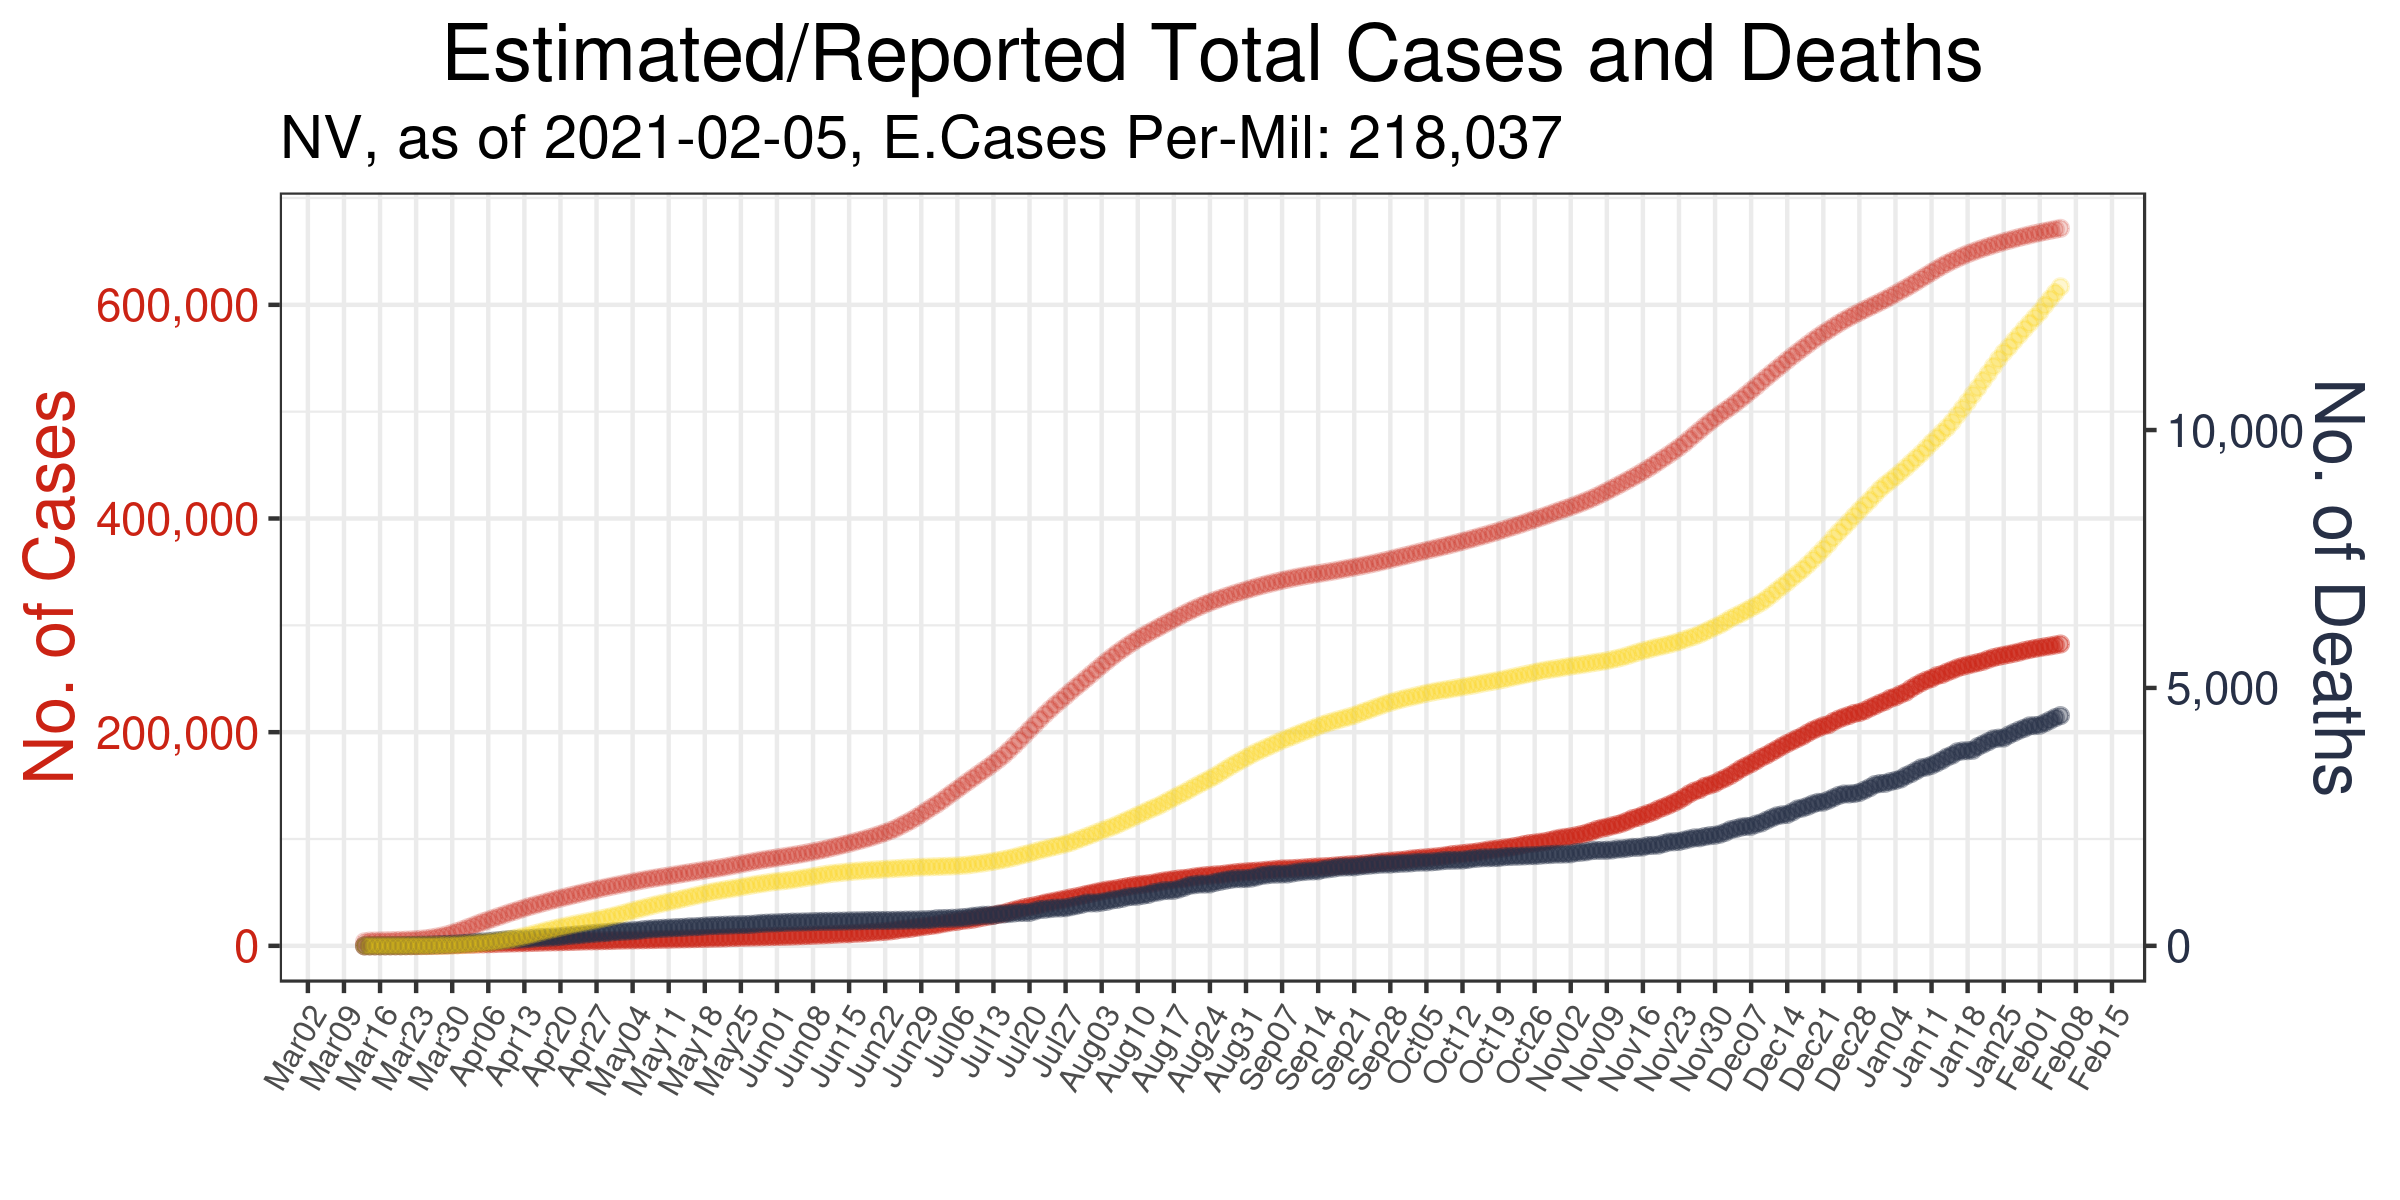 Estimated/Reported Total Cases and Deaths
NV, as of 2021-02-05, E.Cases Per-Mil: 218,037
No. of Cases
600,000
400,000
200,000
0
10,000
5,000
0
No. of Deaths
Mar02
Mar09
Mar16
Mar23
Mar30
Apr06
Apr13
Apr20
Apr27
May04
May11
May18
May25
Jun01
Jun08
Jun15
Jun22
Jun29
Jul06
Jul13
Jul20
Jul27
Aug03
Aug10
Aug17
Aug24
Aug31
Sep07
Sep14
Sep21
Sep28
Oct05
Oct12
Oct19
Oct26
Nov02
Nov09
Nov16
Nov23
Nov30
Dec07
Dec14
Dec21
Dec28
Jan04
Jan11
Jan18
Jan25
Feb01
Feb08
Feb15